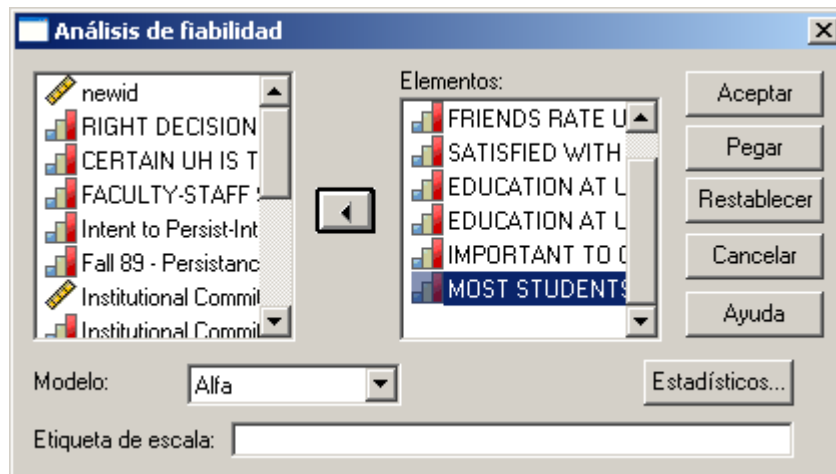 Análisis de fiabilidad
newid
RIGHT DECISION
CERTAIN UH IS T
FACULTY-STAFF
Intent to Persist-Int
Fall 89 - Persistanc
Institutional Commit
Institutional Commit
Elementos:
FRIENDS RATE U
SATISFIED WITH
EDUCATION AT U
EDUCATION AT U
IMPORTANT TO C
MOST STUDENTS
Aceptar
Pegar
Restablecer
Cancelar
Ayuda
Modelo:
Alfa
Estadísticos...
Etiqueta de escala: